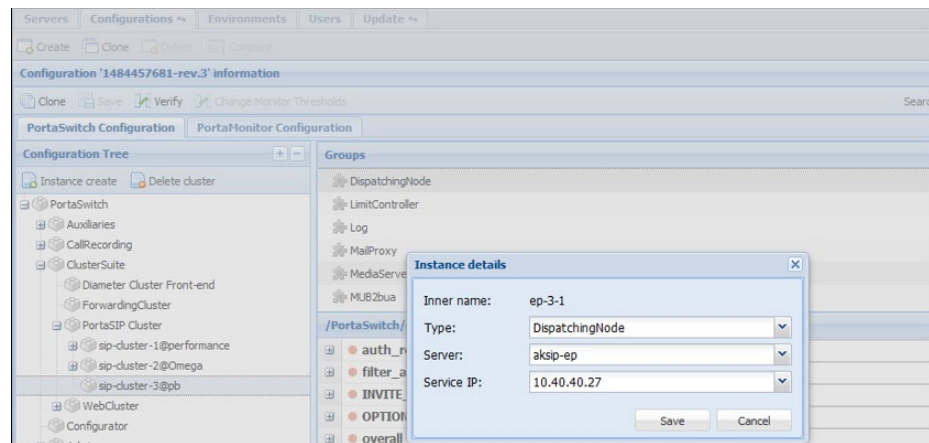 Servers Configurations Environments Users Update
Create Clone Delete Compare
Configuration '1484457681-rev.3' information
Clone Save Verify Change Monitor Thresholds Searc
PortaSwitch Configuration PortaMonitor Configuration
Configuration Tree Groups
Instance create Delete cluster DispatchingNode
PortaSwitch LimitController
Auxiliaries Log
CallRecording MailProxy
ClusterSuite MediaServe
Diameter Cluster Front-end MUB2bua
ForwardingCluster
PortaSIP Cluster /PortaSwitch/
sip-cluster-1@performance auth_r
sip-cluster-2@Omega filter_a
sip-cluster-3@pb INVITE_
WebCluster OPTION
Configurator overall
Instance details
Inner name: ep-3-1
Type: DispatchingNode
Server: aksip-ep
Service IP: 10.40.40.27
Save Cancel